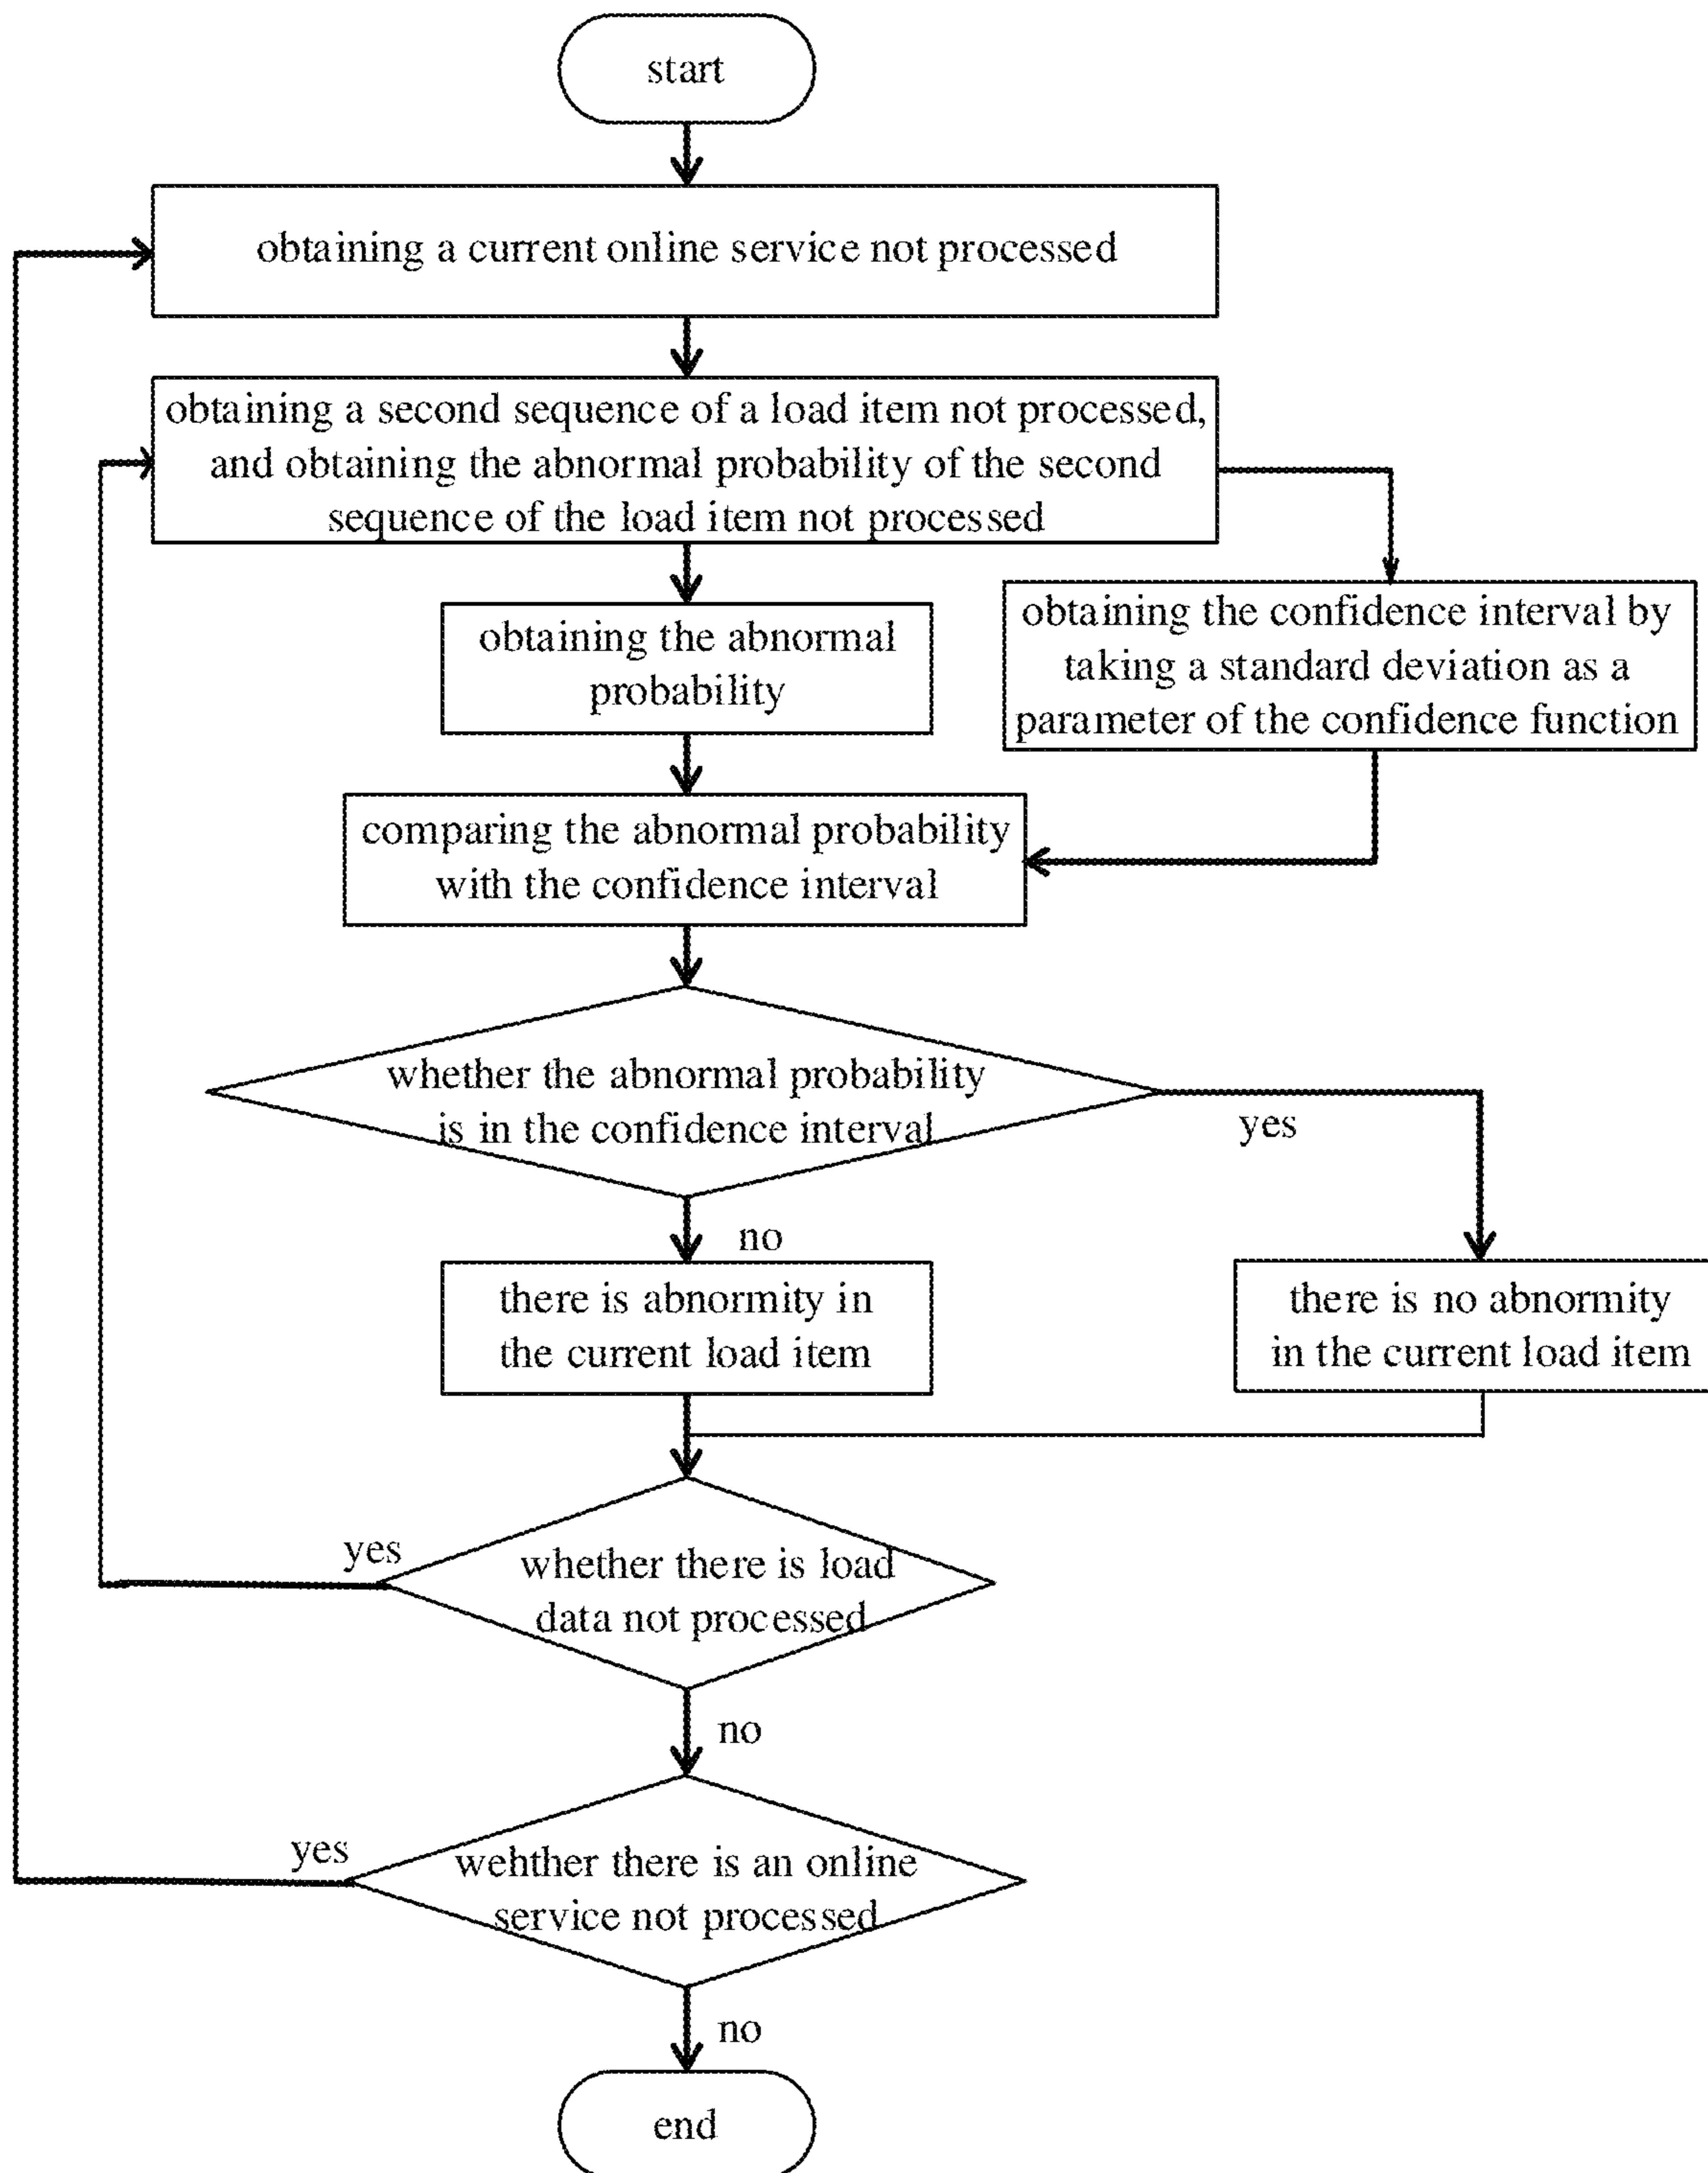 start
obtaining a current online service not processed
obtaining a second sequence of a load item not processed,
and obtaining the abnormal probability of the second
sequence of the load item not processed
obtaining the abnormal
probability
obtaining the confidence interval by
taking a standard deviation as a
parameter of the confidence function
comparing the abnormal probability
with the confidence interval
whether the abnormal probability
is in the confidence interval
yes
no
there is abnormity in
the current load item
there is no abnormity
in the current load item
yes
whether there is load
data not processed
no
yes
wehther there is an online
service not processed
no
end